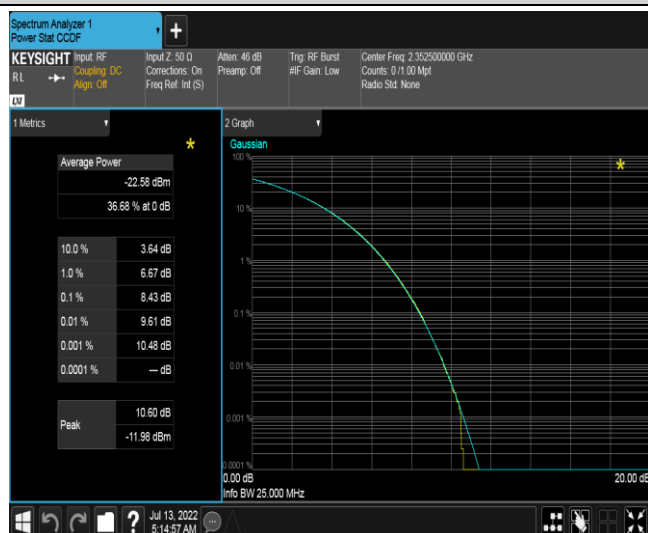 Spectrum Analyzer 1
Power Stat CCDF
KEYSIGHT Input: RF Input Z: 50 Ω Atten: 46 dB Trig: RF Burst Center Freq: 2.352500000 GHz
RL Coupling: DC Corrections: On Preamp: Off #IF Gain: Low Counts: 0/1.00 Mpt
Align: Off Freq Ref: Int (S) Radio Std: None
LXI
1 Metrics
2 Graph
Average Power
-22.58 dBm
36.68 % at 0 dB
10.0 % 3.64 dB
1.0 % 6.67 dB
0.1 % 8.43 dB
0.01 % 9.61 dB
0.001 % 10.48 dB
0.0001 % --- dB
Peak 10.60 dB
-11.98 dBm
Gaussian
100 %
10 %
1 %
0.1 %
0.01 %
0.001 %
0.0001 %
0.00 dB 20.00 dB
Info BW 25.000 MHz
Jul 13, 2022
5:14:57 AM